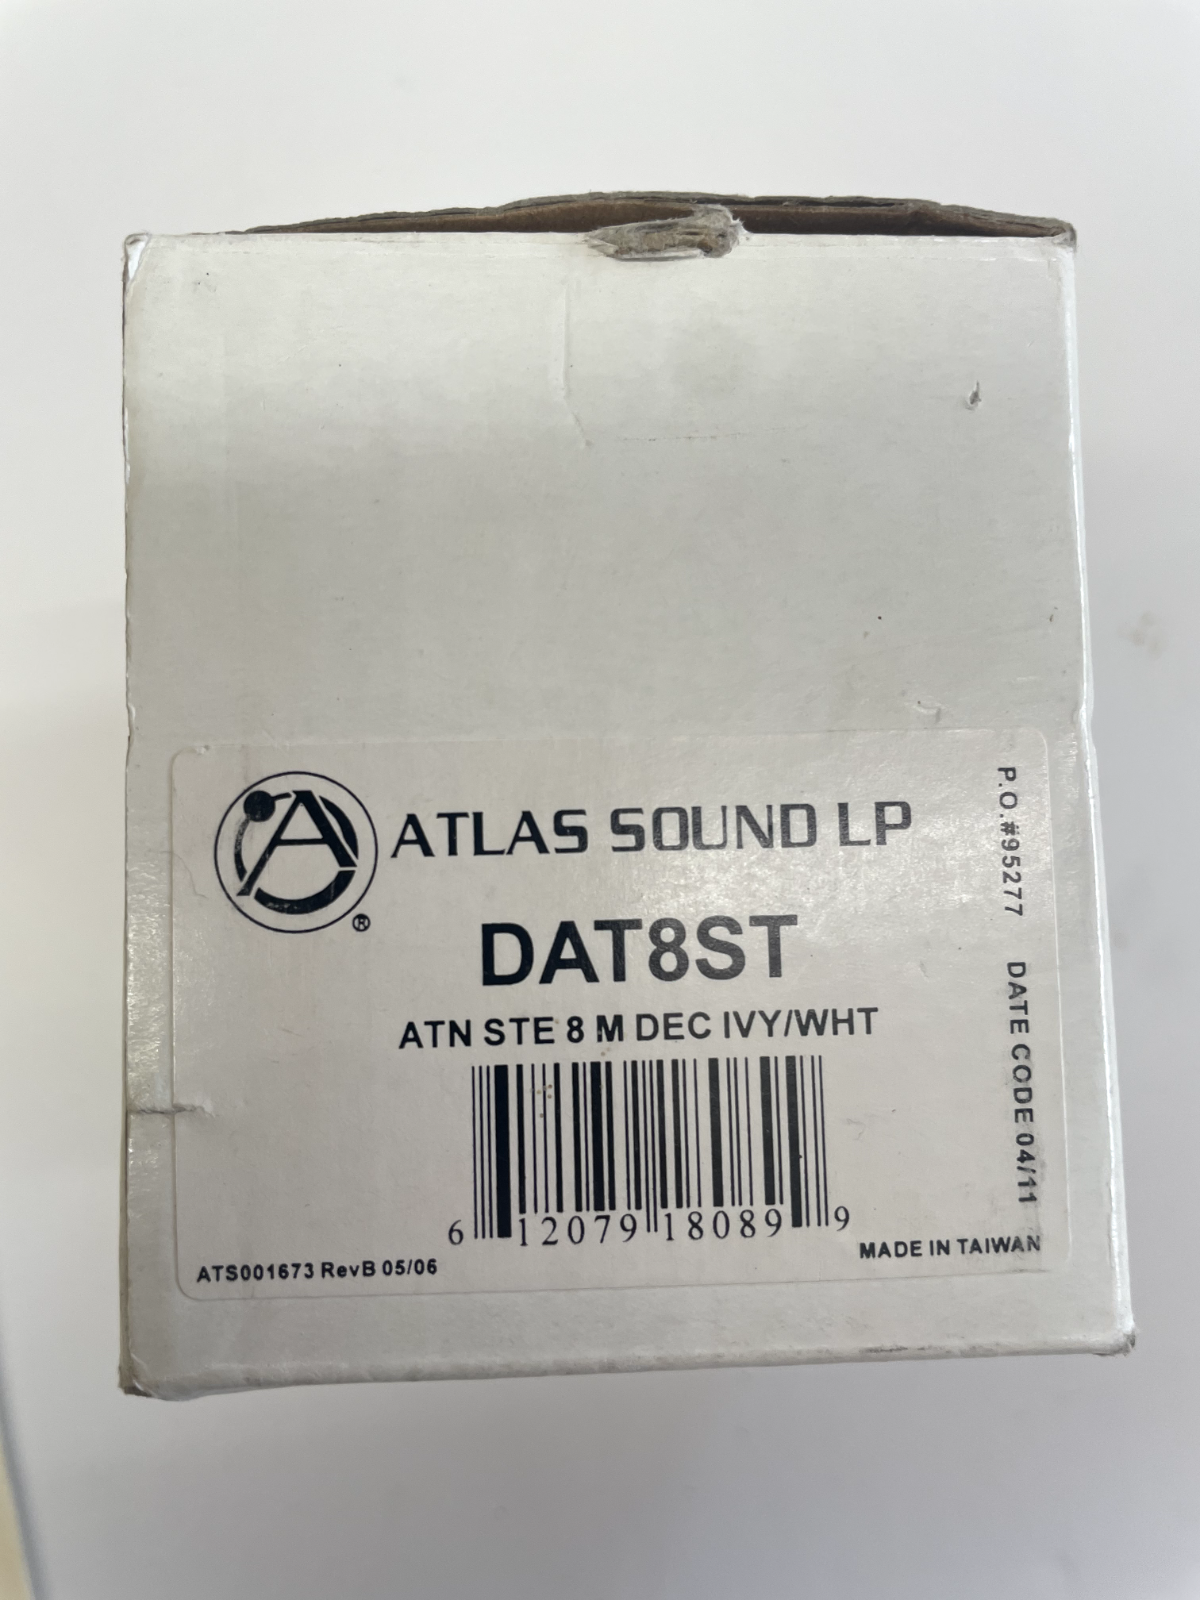 ATLAS SOUND LP
®
DAT8ST
ATN STE 8 M DEC IVY/WHT
6 12079 18089 9
ATS001673 RevB 05/06
MADE IN TAIWAN
P.O.#95277 DATE CODE 04/11